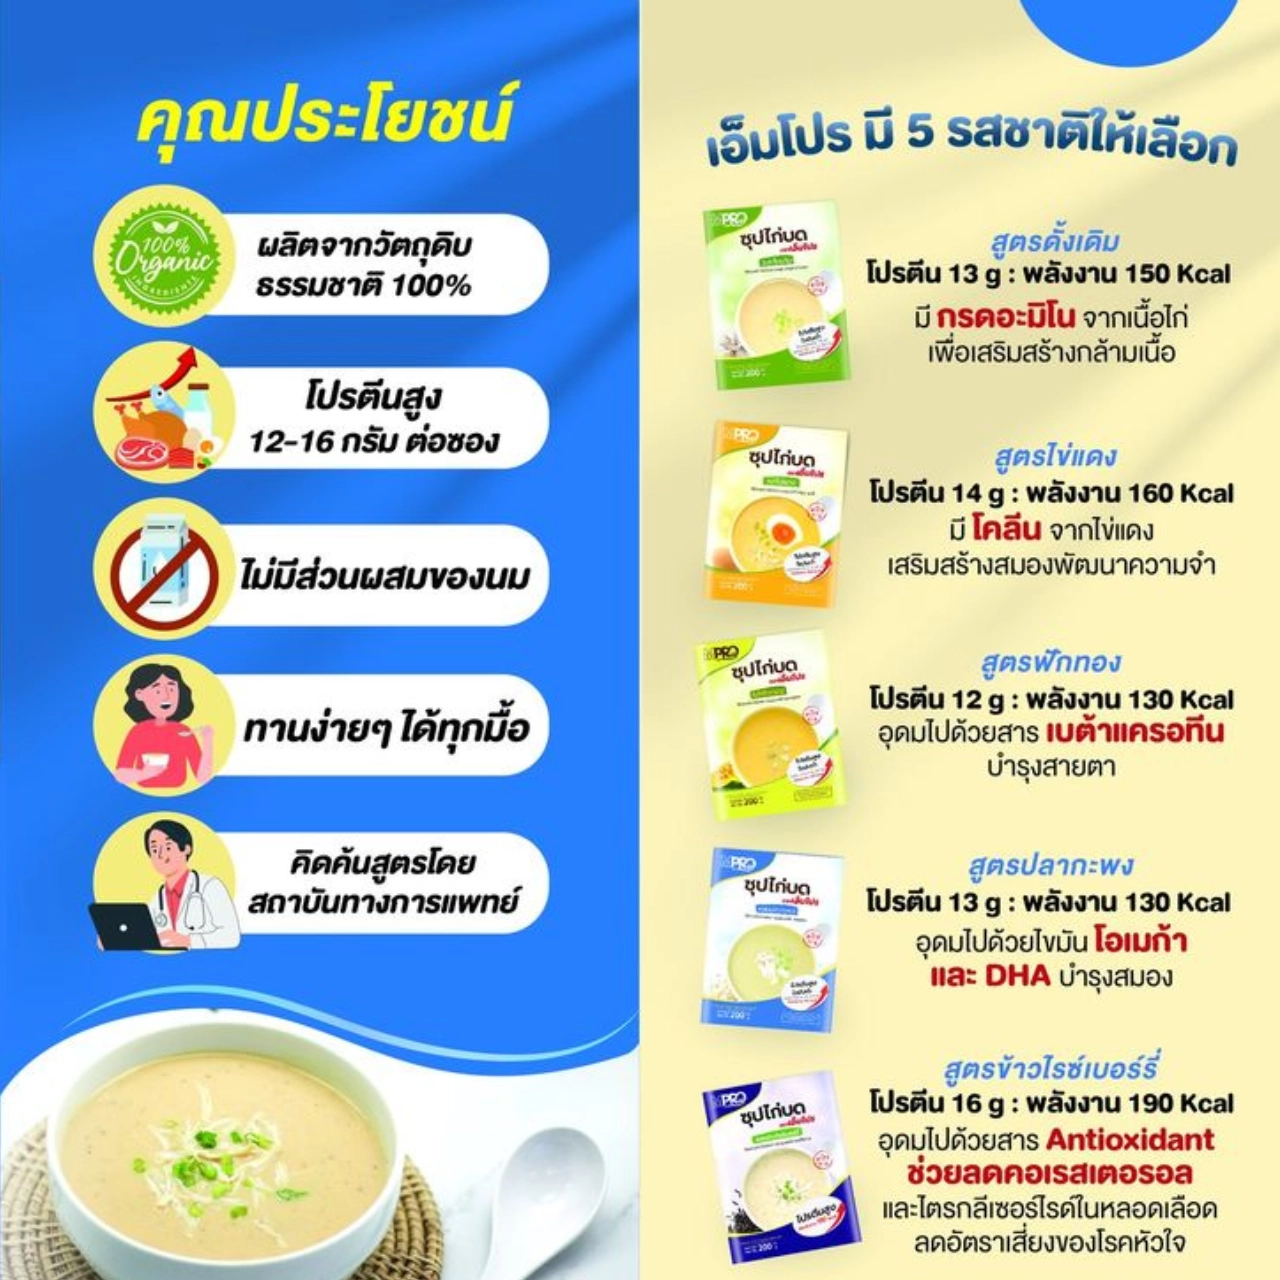 คุณประโยชน์
100%
Organic
INGREDIENTS
ผลิตจากวัตถุดิบ
ธรรมชาติ 100%
โปรตีนสูง
12-16 กรัม ต่อซอง
ไม่มีส่วนผสมของนม
ทานง่ายๆ ได้ทุกมื้อ
คิดค้นสูตรโดย
สถาบันทางการแพทย์
เอ็มโปร มี 5 รสชาติให้เลือก
PRO
ซุปไก่บด
สูตรดั้งเดิม
โปรตีน 13 g : พลังงาน 150 Kcal
มี กรดอะมิโน จากเนื้อไก่
เพื่อเสริมสร้างกล้ามเนื้อ
PRO
ซุปไก่บด
สูตรไข่แดง
โปรตีน 14 g : พลังงาน 160 Kcal
มี โคลีน จากไข่แดง
เสริมสร้างสมองพัฒนาความจำ
PRO
ซุปไก่บด
สูตรฟักทอง
โปรตีน 12 g : พลังงาน 130 Kcal
อุดมไปด้วยสาร เบต้าแครอทีน
บำรุงสายตา
PRO
ซุปไก่บด
สูตรปลากะพง
โปรตีน 13 g : พลังงาน 130 Kcal
อุดมไปด้วยไขมัน โอเมก้า
และ DHA บำรุงสมอง
PRO
ซุปไก่บด
โปรตีนสูง
สูตรข้าวไรซ์เบอร์รี่
โปรตีน 16 g : พลังงาน 190 Kcal
อุดมไปด้วยสาร Antioxidant
ช่วยลดคอเรสเตอรอล
และไตรกลีเซอร์ไรด์ในหลอดเลือด
ลดอัตราเสี่ยงของโรคหัวใจ